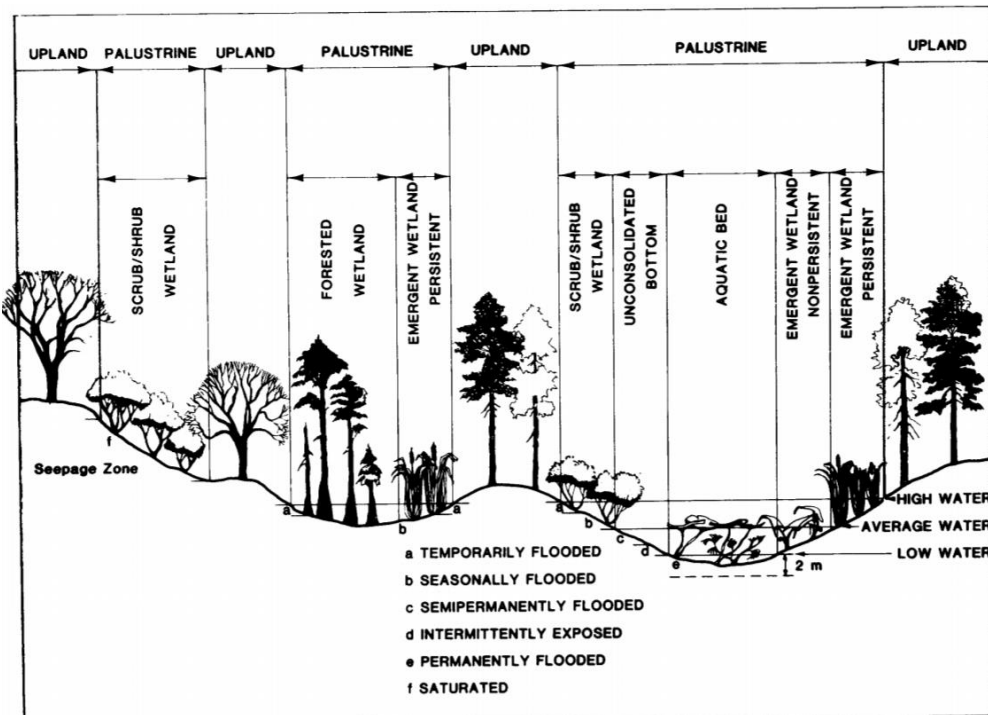 UPLAND PALUSTRINE UPLAND PALUSTRINE UPLAND PALUSTRINE UPLAND
SCRUB/SHRUB
WETLAND
FORESTED
WETLAND
EMERGENT WETLAND
PERSISTENT
SCRUB/SHRUB
WETLAND
UNCONSOLIDATED
BOTTOM
AQUATIC BED
EMERGENT WETLAND
NONPERSISTENT
EMERGENT WETLAND
PERSISTENT
f
Seepage Zone
a
b
a
a
b
c
d
e
HIGH WATER
AVERAGE WATER
LOW WATER
2 m
a TEMPORARILY FLOODED
b SEASONALLY FLOODED
c SEMIPERMANENTLY FLOODED
d INTERMITTENTLY EXPOSED
e PERMANENTLY FLOODED
f SATURATED